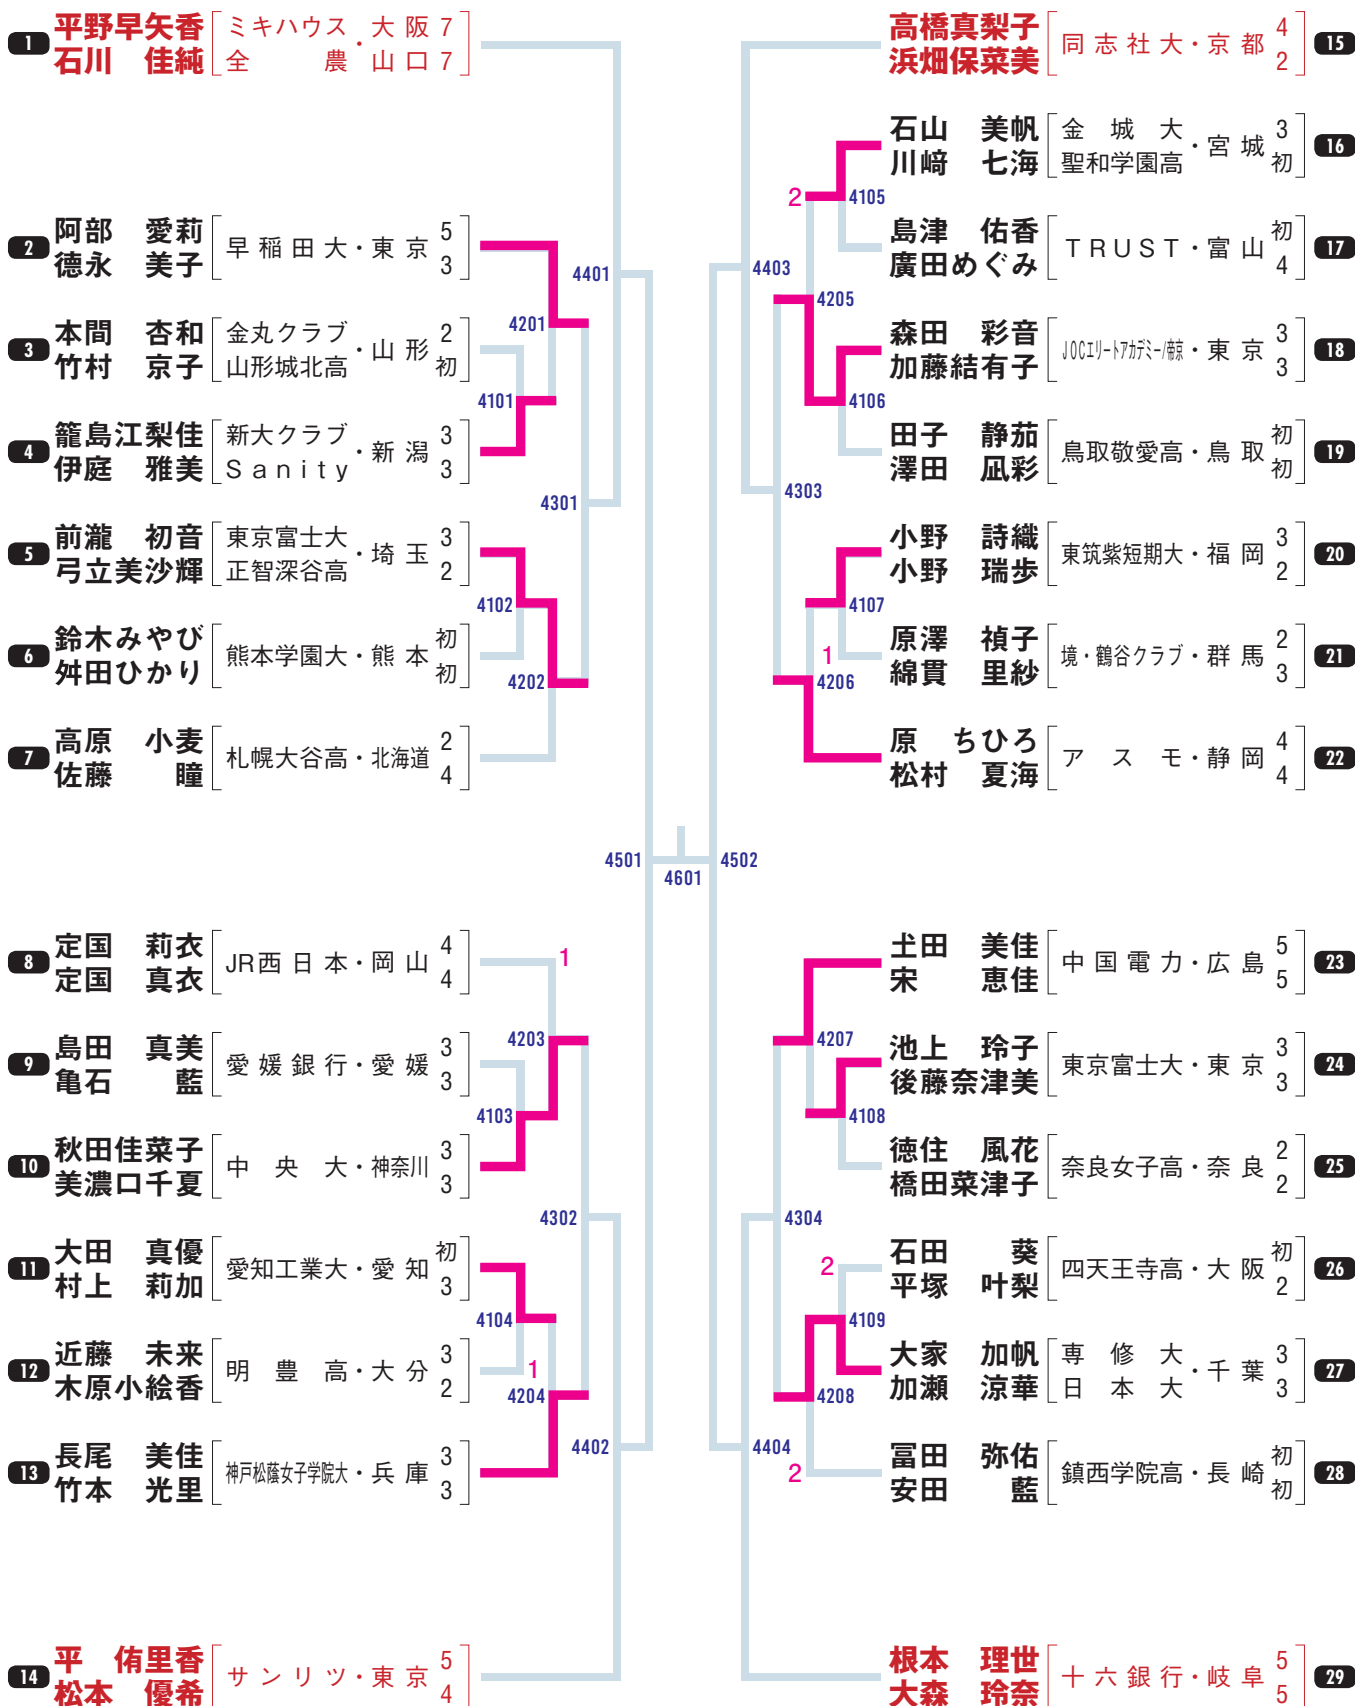 1 平野早矢香 ミキハウス・大阪 7
石川 佳純 全農・山口 7
2 阿部 愛莉 早稲田大・東京 5
德永 美子 3
3 本間 杏和 金丸クラブ・山形 2
竹村 京子 山形城北高 初
4 籠島江梨佳 新大クラブ・新潟 3
伊庭 雅美 Sanity 3
5 前瀧 初音 東京富士大・埼玉 3
弓立美沙輝 正智深谷高 2
6 鈴木みやび 熊本学園大・熊本 初
舛田ひかり 初
7 高原 小麦 札幌大谷高・北海道 2
佐藤 瞳 4
8 定国 莉衣 JR西日本・岡山 4
定国 真衣 4
9 島田 真美 愛媛銀行・愛媛 3
亀石 藍 3
10 秋田佳菜子 中央大・神奈川 3
美濃口千夏 3
11 大田 真優 愛知工業大・愛知 初
村上 莉加 3
12 近藤 未来 明豊高・大分 3
木原小絵香 2
13 長尾 美佳 神戸松蔭女子学院大・兵庫 3
竹本 光里 3
14 平 侑里香 サンリツ・東京 5
松本 優希 4
4401
4201
4101
4301
4102
4202
4501
4601
4502
1
4203
4103
4302
4104
1
4204
4402
高橋真梨子 同志社大・京都 4 15
浜畑保菜美 2
石山 美帆 金城大・宮城 3 16
川﨑 七海 聖和学園高 初
島津 佑香 TRUST・富山 初 17
廣田めぐみ 4
森田 彩音 JOCエリートアカデミー/帝京・東京 3 18
加藤結有子 3
田子 静茄 鳥取敬愛高・鳥取 初 19
澤田 凪彩 初
小野 詩織 東筑紫短期大・福岡 3 20
小野 瑞歩 2
原澤 禎子 境・鶴谷クラブ・群馬 2 21
綿貫 里紗 3
原 ちひろ アスモ・静岡 4 22
松村 夏海 4
土田 美佳 中国電力・広島 5 23
宋 恵佳 5
池上 玲子 東京富士大・東京 3 24
後藤奈津美 3
徳住 風花 奈良女子高・奈良 2 25
橋田菜津子 2
石田 葵 四天王寺高・大阪 初 26
平塚 叶梨 2
大家 加帆 専修大・千葉 3 27
加瀬 涼華 日本大 3
冨田 弥佑 鎮西学院高・長崎 初 28
安田 藍 初
根本 理世 十六銀行・岐阜 5 29
大森 玲奈 5
2
4105
4403
4205
4106
4303
4107
1
4206
4207
4108
4304
2
4109
4208
4404
2